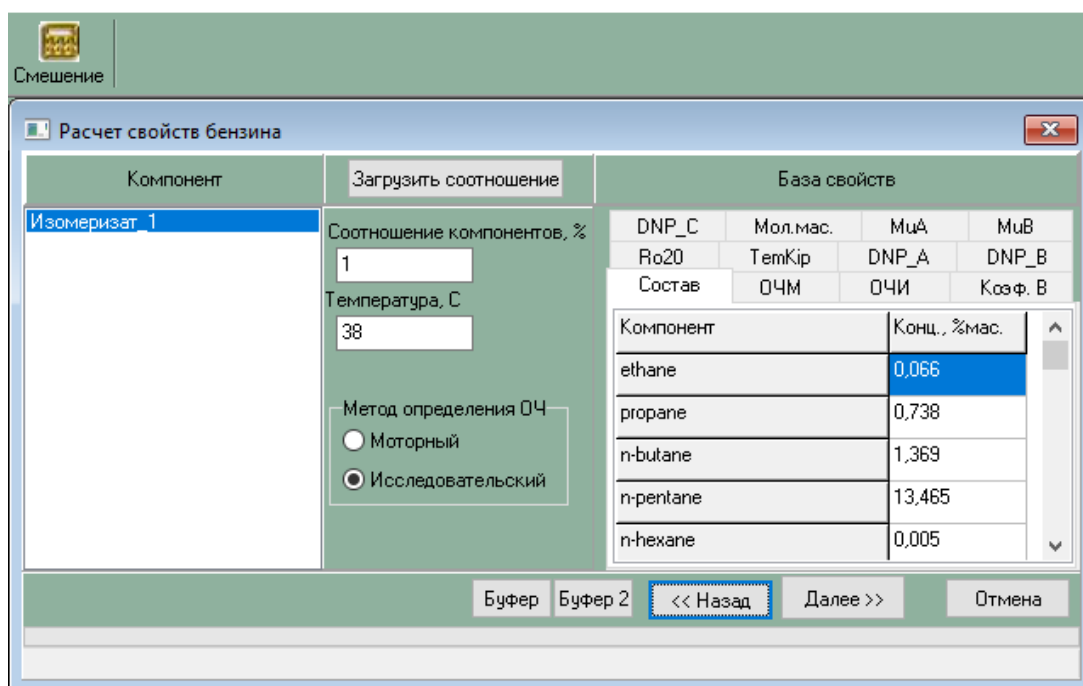 Смешение
Расчет свойств бензина
Компонент
Загрузить соотношение
База свойств
Изомеризат_1
Соотношение компонентов, %
1
Температура, С
38
Метод определения ОЧ
Моторный
Исследовательский
DNP_C Мол.мас. MuA MuB
Ro20 TemKip DNP_A DNP_B
Состав ОЧМ ОЧИ Коэф. В
Компонент Конц., %мас.
ethane 0,066
propane 0,738
n-butane 1,369
n-pentane 13,465
n-hexane 0,005
Буфер Буфер 2 << Назад Далее >> Отмена